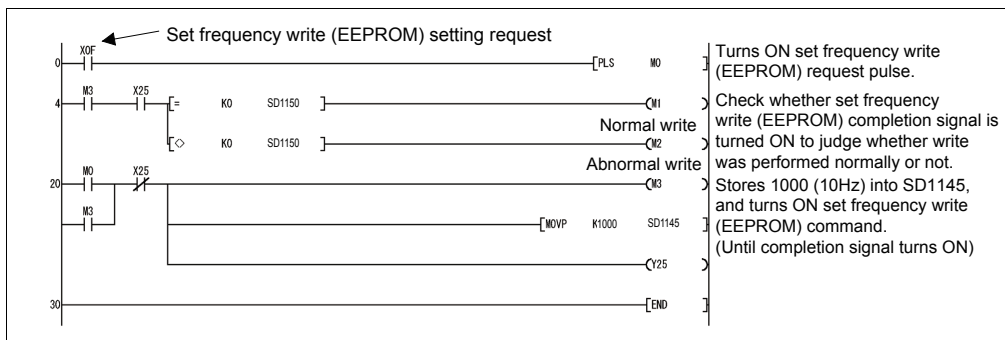 Set frequency write (EEPROM) setting request
X0F
0
[PLS M0 ]
Turns ON set frequency write
(EEPROM) request pulse.
M3 X25
4
[= K0 SD1150 ]
(M1 )
Normal write
[<> K0 SD1150 ]
(M2 )
Abnormal write
Check whether set frequency
write (EEPROM) completion signal is
turned ON to judge whether write
was performed normally or not.
M0 X25
20
(M3 )
M3
[MOVP K1000 SD1145 ]
(Y25 )
Stores 1000 (10Hz) into SD1145,
and turns ON set frequency write
(EEPROM) command.
(Until completion signal turns ON)
30
[END ]